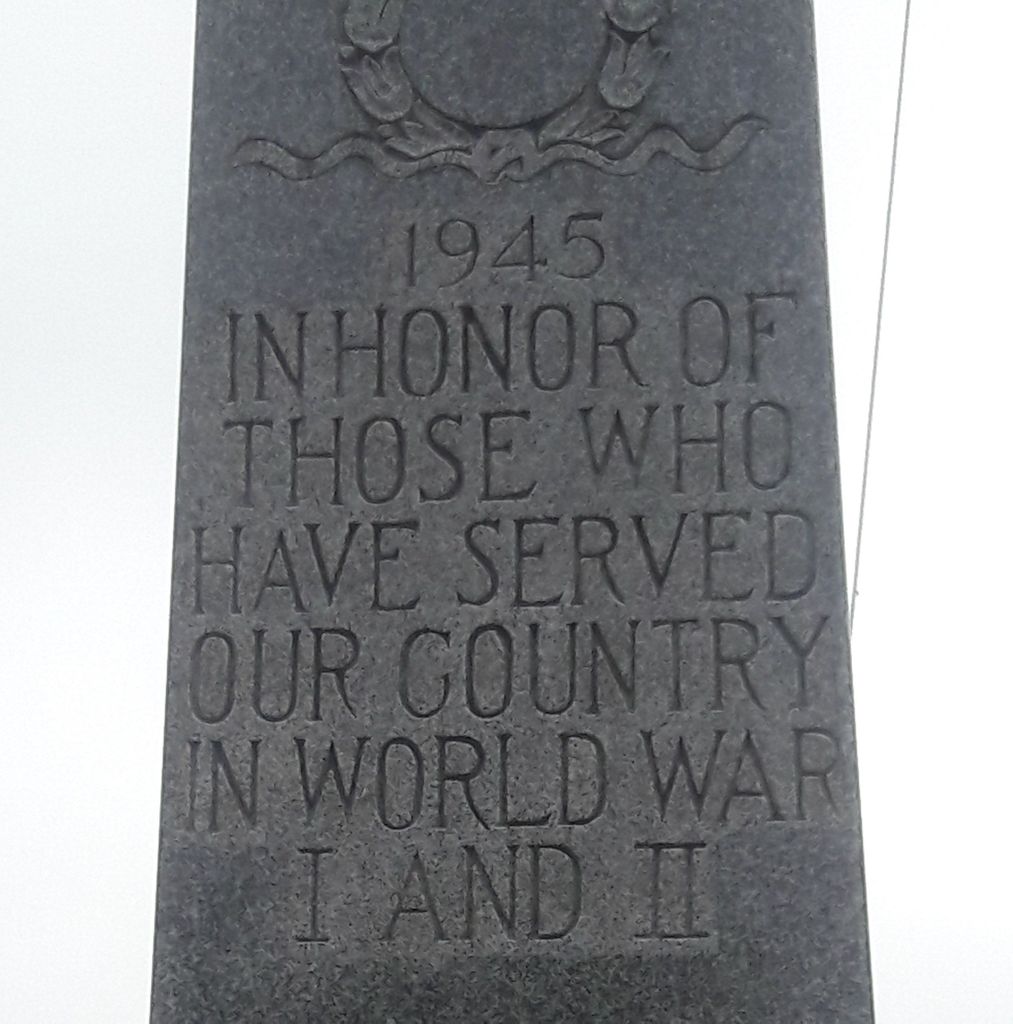 1945
IN HONOR OF
THOSE WHO
HAVE SERVED
OUR COUNTRY
IN WORLD WAR
I AND II